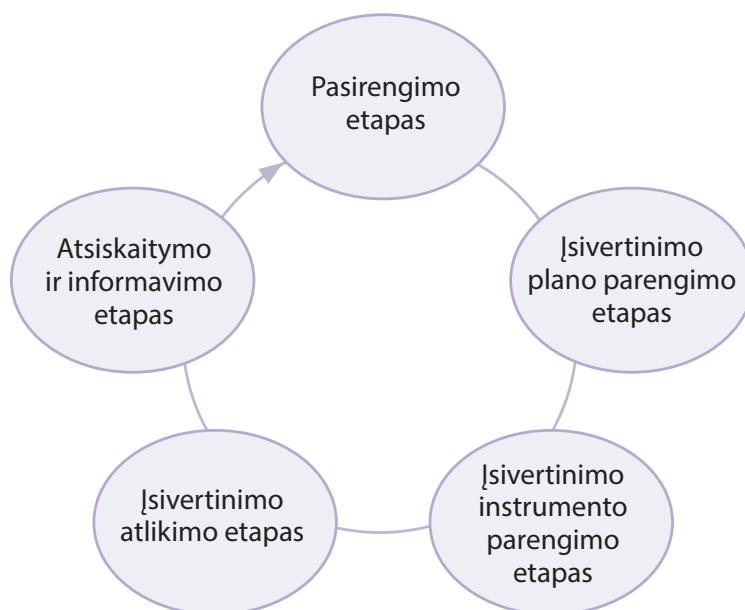 Pasirengimo
etapas
Įsivertinimo
plano parengimo
etapas
Įsivertinimo
instrumento
parengimo
etapas
Įsivertinimo
atlikimo etapas
Atsiskaitymo
ir informavimo
etapas